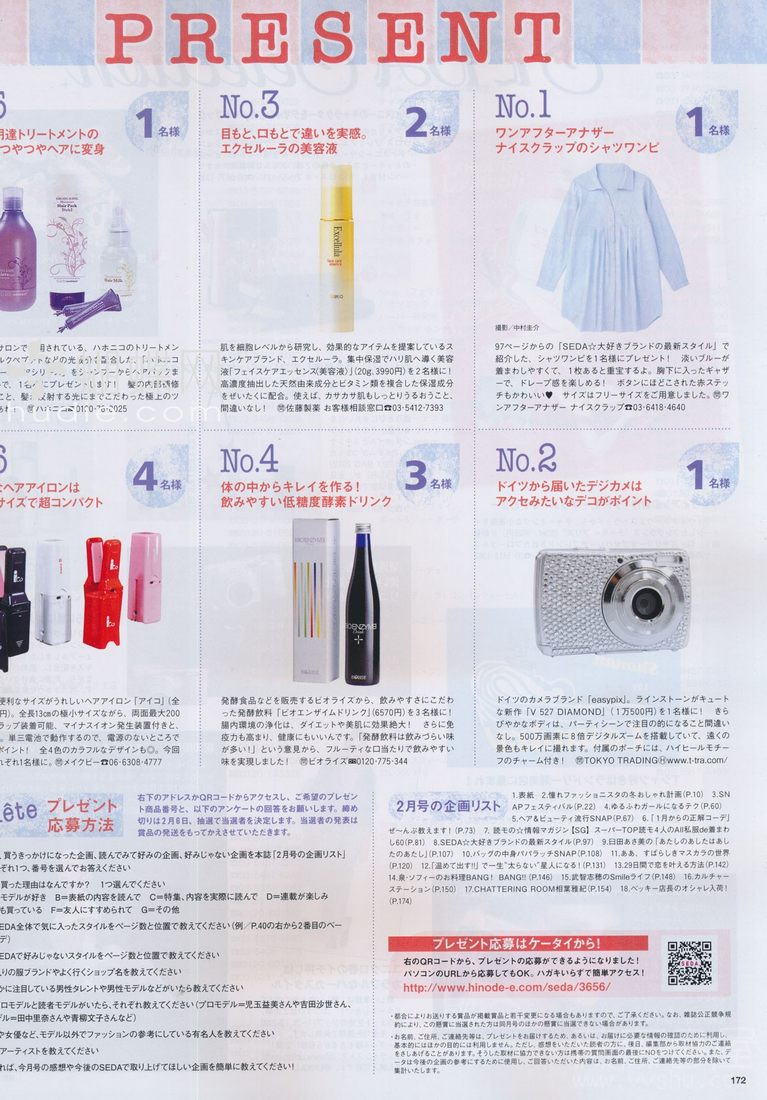 PRESENT
5
1名様
用達トリートメントの
つやつやヘアに変身
サロンで
用されている、ハホニコのトリートメン
で、1名
にプレゼントします!
こと、髪
反射する光にまでこだわった極上のツ
No.3
2名様
目もと、口もとで違いを実感。
エクセルーラの美容液
Excellula
肌を細胞レベルから研究し、効果的なアイテムを提案しているス
キンケアブランド、エクセルーラ。集中保湿でハリ肌へ導く美容
液「フェイスケアエッセンス(美容液)」(20g、3990円)を2名様に!
高濃度抽出した天然由来成分とビタミン類を複合した保湿成分
をぜいたくに配合。使えば、カサカサ肌もしっとりうるおうこと、
間違いなし! ㉄佐藤製薬 お客様相談窓口☎03・5412・7393
No.1
1名様
ワンアフターアナザー
ナイスクラップのシャツワンピ
撮影/中村圭介
97ページからの「SEDA☆大好きブランドの最新スタイル」で
紹介した、シャツワンピを1名様にプレゼント! 淡いブルーが
着まわしやすくて、1枚あると重宝するよ。胸下に入ったギャザ
ーで、ドレープ感を楽しめる! ボタンにほどこされた赤ステッ
チもかわいい♥ サイズはフリーサイズをご用意しました。㉄ワ
ンアフターアナザー ナイスクラップ☎03・6418・4640
6
4名様
なヘアアイロンは
サイズで超コンパクト
便利なサイズがうれしいヘアアイロン「アイコ」(全
円)。全長13cmの極小サイズながら、両面最大200
ラップ装着可能、マイナスイオン発生装置付きと、
。単三電池で動作するので、電源のないところで
ポイント! 全4色のカラフルなデザインも◎。今回
ぞれ1名様に。㉄メイクビー☎06・6308・4777
No.4
3名様
体の中からキレイを作る!
飲みやすい低糖度酵素ドリンク
発酵食品などを販売するビオライズから、飲みやすさにこだわ
った発酵飲料「ビオエンザイムドリンク」(6570円)を3名様に!
腸内環境の浄化は、ダイエットや美肌に効果絶大! さらに免
疫力も高まり、健康にもいいんです。「発酵飲料は飲みづらい味
が多い!」という意見から、フルーティな口当たりで飲みやすい
味を実現しました! ㉄ビオライズ☎0120・775・344
No.2
1名様
ドイツから届いたデジカメは
アクセみたいなデコがポイント
ドイツのカメラブランド「easypix」。ラインストーンがキュート
な新作「V 527 DIAMOND」(1万500円)を1名様に! きら
びやかなボディは、パーティシーンで注目的になること間違い
なし。500万画素に8倍デジタルズームを搭載していて、遠くの
景色もキレイに撮れます。付属のポーチには、ハイヒールモチー
フのチャーム付き! ㉄TOKYO TRADINGⒽwww.t-tra.com/
ête プレゼント
応募方法
右下のアドレスかQRコードからアクセスし、ご希望のプレゼン
ト商品番号と、以下のアンケートの回答をお願いします。締め
切りは2月6日、抽選で当選者を決定します。当選者の発表は
賞品の発送をもってかえさせていただきます。
、買うきっかけになった企画、読んでみて好みの企画、好みじゃない企画を本誌「2月号の企画リスト」
ぞれ1つ、番号を選んでお答えください
買った理由はなんですか? 1つ選んでください
モデルが好き B=表紙の内容を読んで C=特集、内容を実際に読んで D=連載が楽しみ
も買っている F=友人にすすめられて G=その他
EDA全体で気に入ったスタイルをページ数と位置で教えてください(例/P.40の右から2番目のベー
デ)
EDAで好みじゃないスタイルをページ数と位置で教えてください
入りの服ブランドやよく行くショップ名を教えてください
かに注目している男性タレントや男性モデルなどがいたら教えてください
プロモデルと読者モデルがいたら、それぞれ教えてください(プロモデル=児玉益美さんや吉田沙世さん、
デル=田中里奈さんや青柳文子さんなど)
や女優など、モデル以外でファッションの参考にしている有名人を教えてください
アーティストを教えてください
れば、今月号の感想や今後のSEDAで取り上げてほしい企画を簡単に教えてください!
2月号の企画リスト
1.表紙 2.憧れファッショニスタの冬おしゃれ計画(P.10) 3.SN
APフェスティバル(P.22) 4.ゆるふわガールになるテク(P.60)
5.ヘア&ビューティ流行SNAP(P.67) 6.「1月からの正解コーデ」
ぜ〜んぶ教えます!(P.73) 7.読モの☆情報マガジン【SG】スーパーTOP読モ4人のAll私服de着まわ
し60(P.81) 8.SEDA☆大好きブランドの最新スタイル(P.97) 9.臼田あさ美の「あたしのあしたはあし
たのあたし」(P.107) 10.バッグの中身パパラッチSNAP(P.108) 11.ああ、すばらしきマスカラの世界
(P.120) 12.「温めて出す!!」で一生“太らない”星人になる!(P.131) 13.29日間で恋を叶える方法(P.142)
14.泉・ソフィーのお料理BANG! BANG!!(P.146) 15.武智志穂のSmileライフ(P.148) 16.カルチャー
ステーション(P.150) 17.CHATTERING ROOM相葉雅紀(P.154) 18.ベッキー店長のオシャレ入荷!
(P.174)
プレゼント応募はケータイから!
右のQRコードから、プレゼントの応募ができるようになりました!
パソコンのURLから応募してもOK。ハガキいらずで簡単アクセス!
http://www.hinode-e.com/seda/3656/
SEDA
・都合によりお送りする賞品が掲載賞品と若干変更になる場合もありますので、ご了承ください。なお、雑誌公正競争規
約により、この懸賞に当選された方は同月号のほかの懸賞に当選できない場合があります。
・お名前、ご住所、ご連絡先等は、プレゼントをお届けするため、あるいは、お届けに必要な情報の確認のために利用し、
基本的にはほかの目的には利用しません。ただし、感想をいただいた読者の方に、後日、編集部から取材協力のご連絡
をさしあげることがあります。そうした取材に協力できない方は携帯の質問画面の最後にNOをつけてください。また、デ
ータは今後の企画の参考にするために使用し、ご回答いただいた内容は、お名前、ご住所、ご連絡先等の部分を除いて
集計いたします。
172